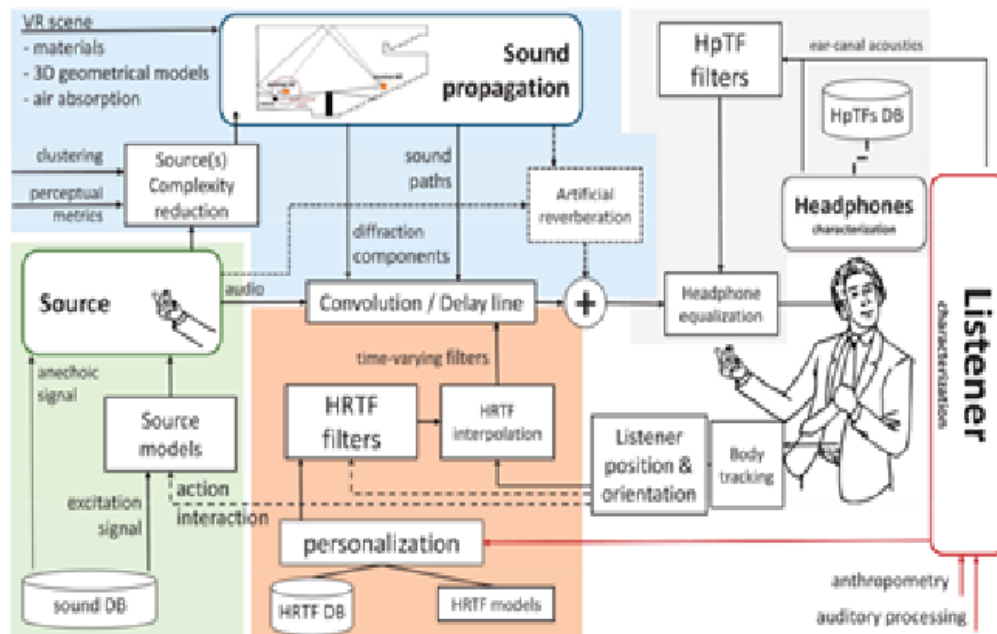 VR scene
- materials
- 3D geometrical models
- air absorption
Sound
propagation
clustering
perceptual
metrics
Source(s)
Complexity
reduction
sound
paths
diffraction
components
Artificial
reverberation
HpTF
filters
ear-canal acoustics
HpTFs DB
Headphones
characterization
Source
audio
Convolution / Delay line
+
Headphone
equalization
Listener
characterization
anechoic
signal
Source
models
excitation
signal
action
interaction
sound DB
time-varying filters
HRTF
filters
HRTF
interpolation
Listener
position &
orientation
Body
tracking
personalization
HRTF DB
HRTF models
anthropometry
auditory processing